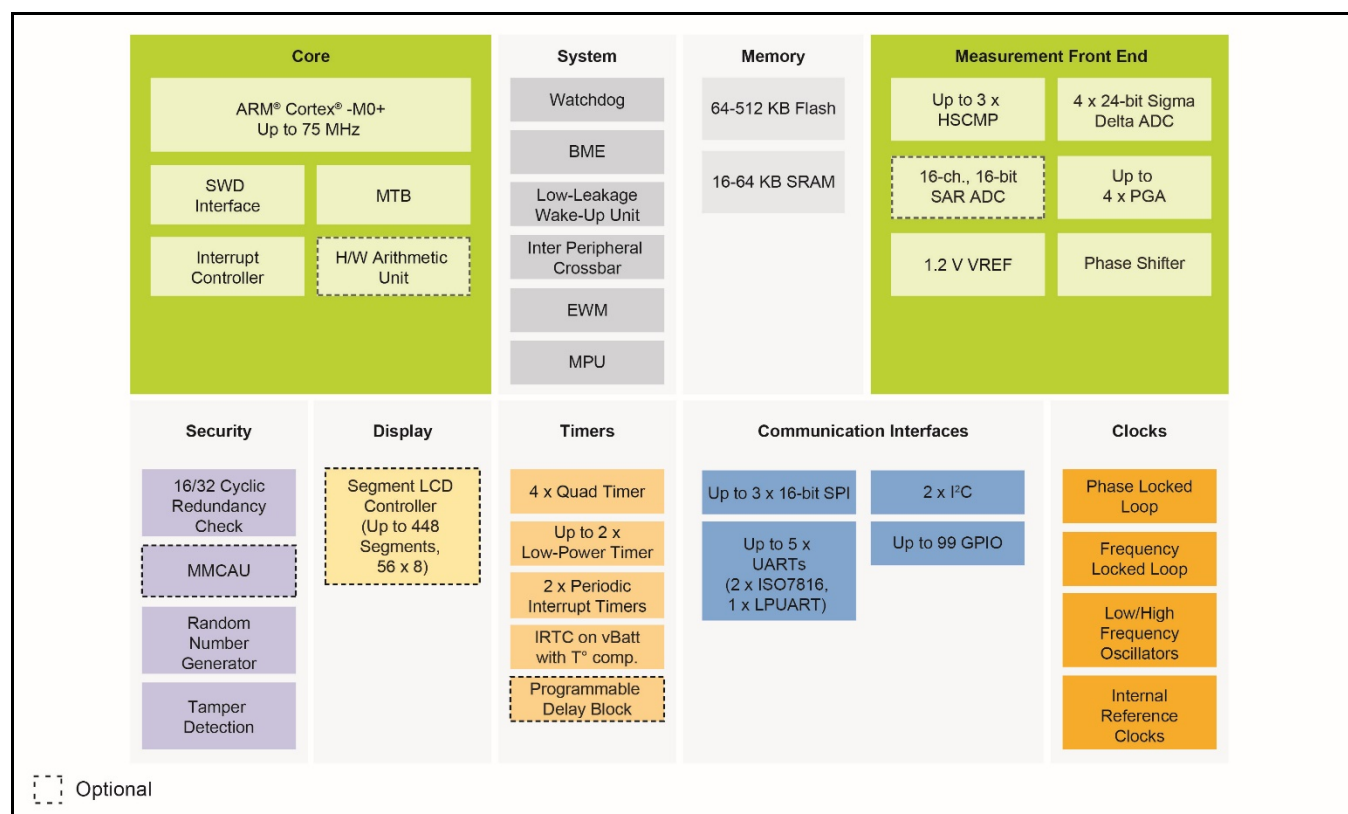 Core
ARM® Cortex® -M0+
Up to 75 MHz
SWD
Interface
MTB
Interrupt
Controller
H/W Arithmetic
Unit
System
Watchdog
BME
Low-Leakage
Wake-Up Unit
Inter Peripheral
Crossbar
EWM
MPU
Memory
64-512 KB Flash
16-64 KB SRAM
Measurement Front End
Up to 3 x
HSCMP
4 x 24-bit Sigma
Delta ADC
16-ch., 16-bit
SAR ADC
Up to
4 x PGA
1.2 V VREF
Phase Shifter
Security
16/32 Cyclic
Redundancy
Check
MMCAU
Random
Number
Generator
Tamper
Detection
Display
Segment LCD
Controller
(Up to 448
Segments,
56 x 8)
Timers
4 x Quad Timer
Up to 2 x
Low-Power Timer
2 x Periodic
Interrupt Timers
IRTC on vBatt
with T° comp.
Programmable
Delay Block
Communication Interfaces
Up to 3 x 16-bit SPI
2 x I²C
Up to 5 x
UARTs
(2 x ISO7816,
1 x LPUART)
Up to 99 GPIO
Clocks
Phase Locked
Loop
Frequency
Locked Loop
Low/High
Frequency
Oscillators
Internal
Reference
Clocks
Optional